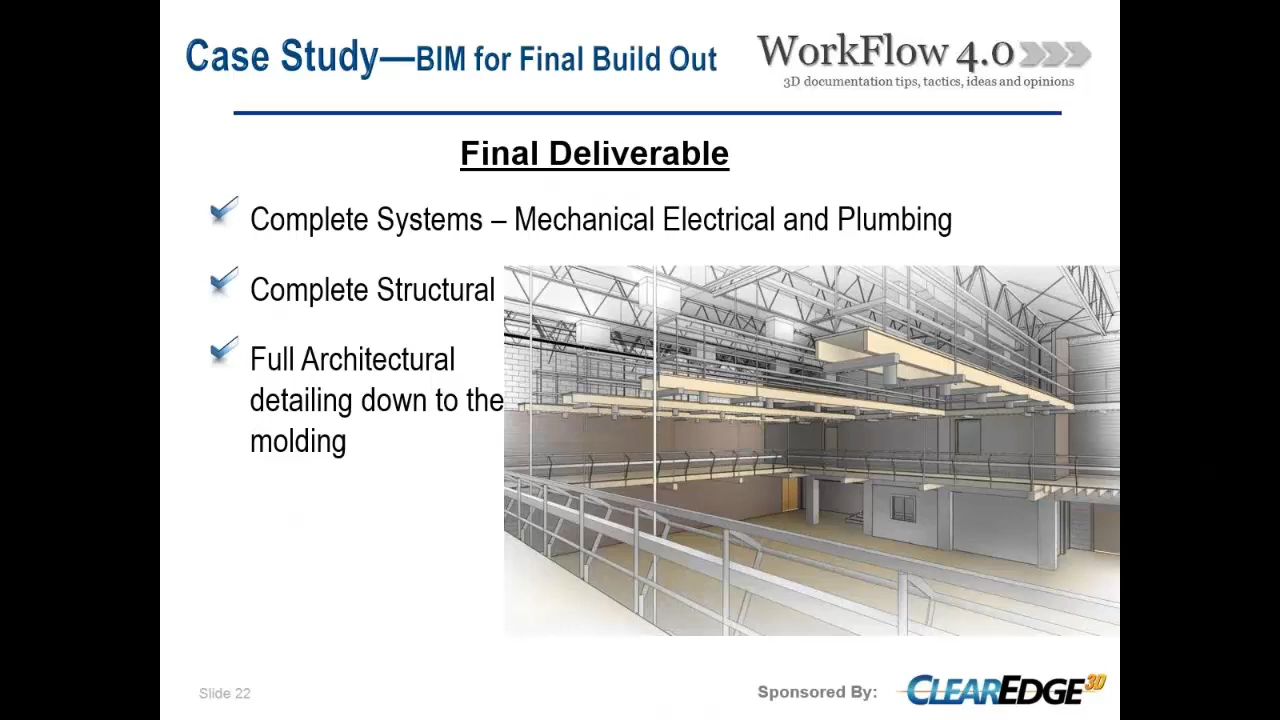 Case Study—BIM for Final Build Out
WorkFlow 4.0
3D documentation tips, tactics, ideas and opinions
Final Deliverable
Complete Systems – Mechanical Electrical and Plumbing
Complete Structural
Full Architectural
detailing down to the
molding
Slide 22
Sponsored By:
CLEAREDGE3D